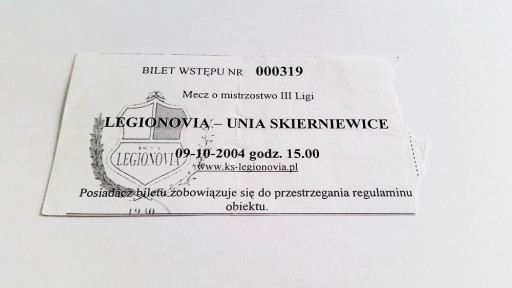 BILET WSTĘPU NR 000319
Mecz o mistrzostwo III Ligi
LEGIONOVIA – UNIA SKIERNIEWICE
KS
LEGIONOVIA
09-10-2004 godz. 15.00
www.ks-legionovia.pl
Posiadacz biletu zobowiązuje się do przestrzegania regulaminu
obiektu.
1930